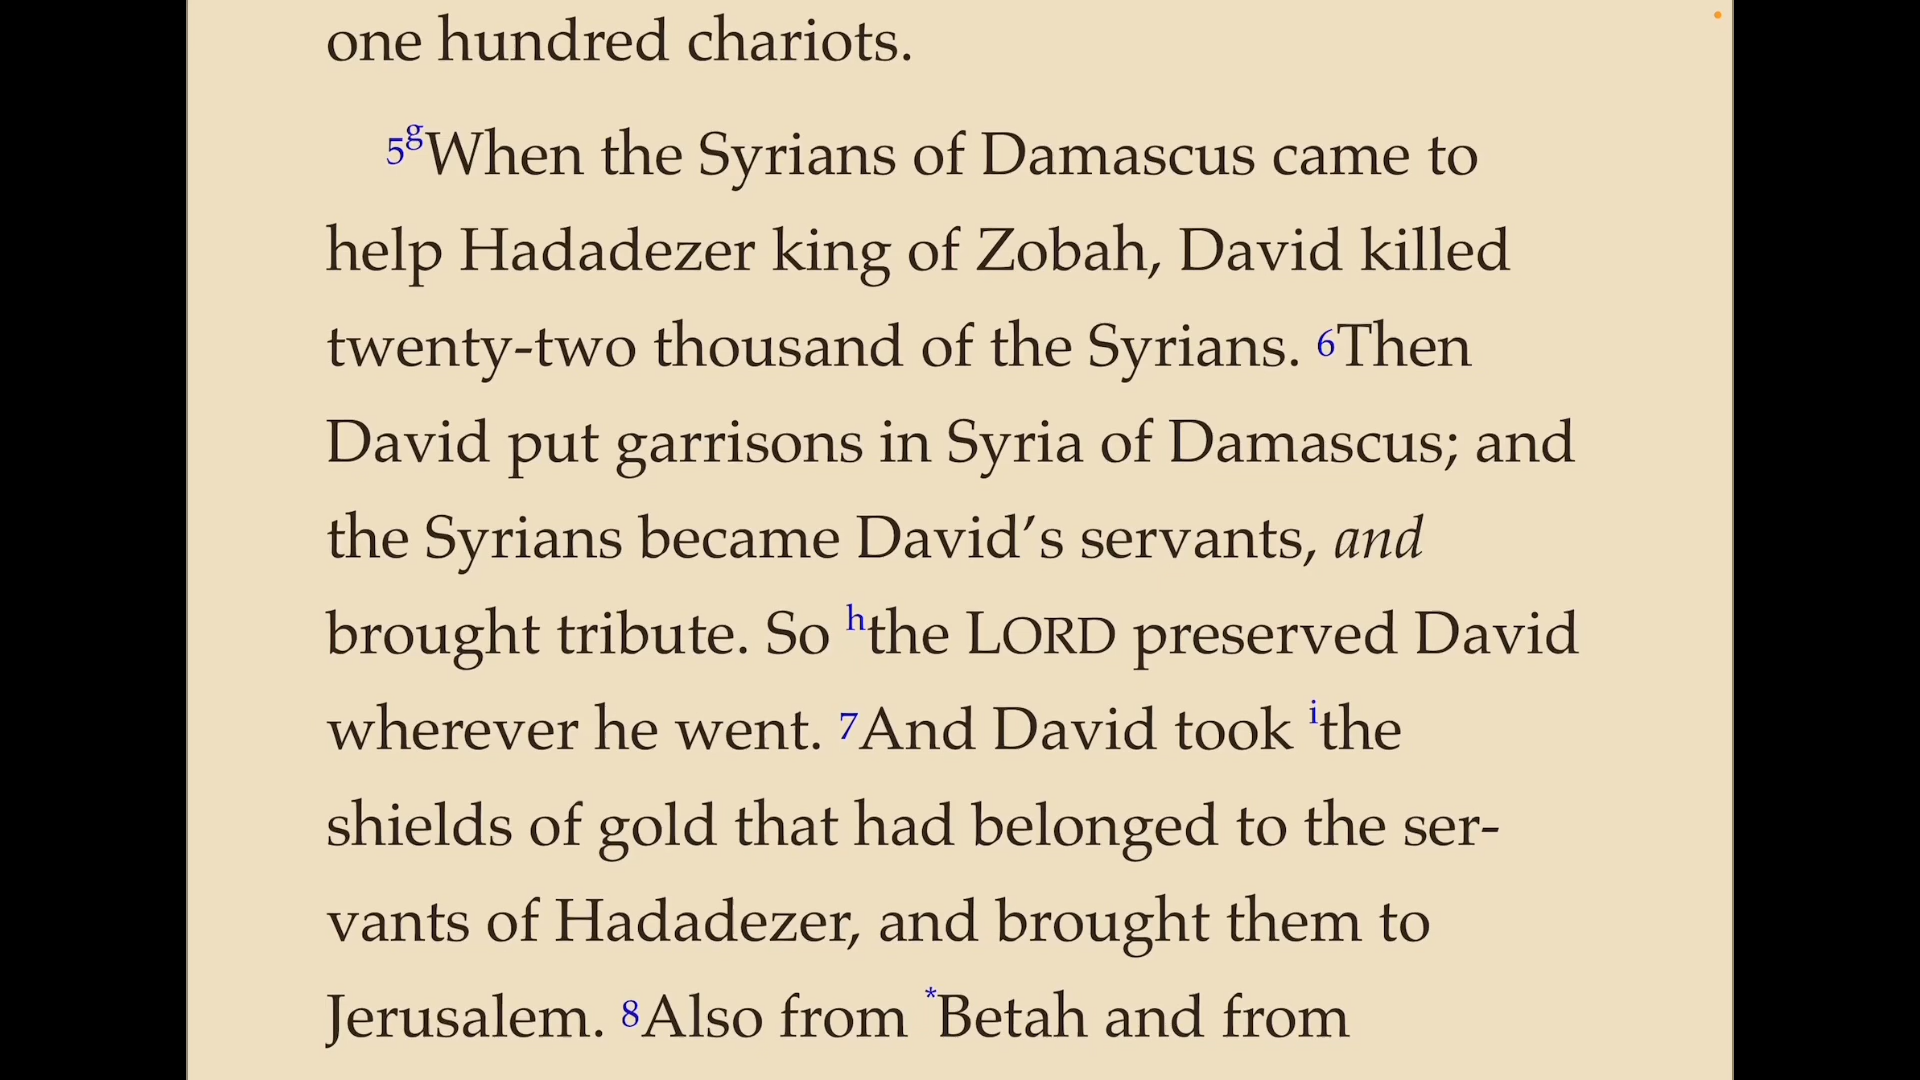 one hundred chariots.
5gWhen the Syrians of Damascus came to
help Hadadezer king of Zobah, David killed
twenty-two thousand of the Syrians. 6Then
David put garrisons in Syria of Damascus; and
the Syrians became David’s servants, and
brought tribute. So hthe LORD preserved David
wherever he went. 7And David took ithe
shields of gold that had belonged to the ser-
vants of Hadadezer, and brought them to
Jerusalem. 8Also from *Betah and from